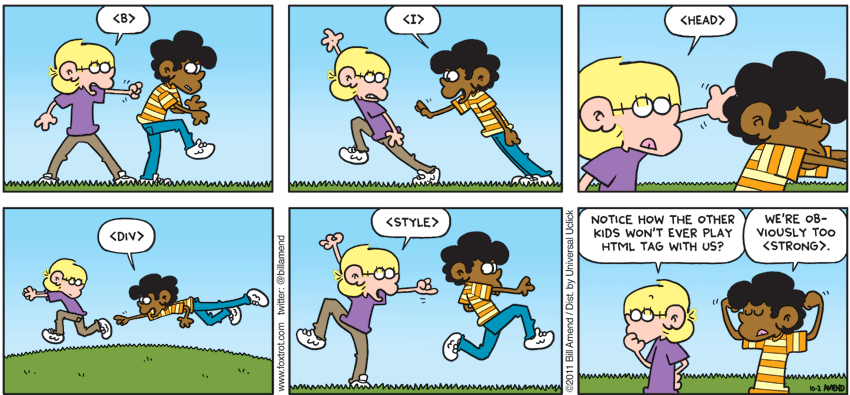 <B>
<I>
<HEAD>
<DIV>
www.foxtrot.com twitter: @billamend
<STYLE>
©2011 Bill Amend / Dist. by Universal Uclick
NOTICE HOW THE OTHER
KIDS WON'T EVER PLAY
HTML TAG WITH US?
WE'RE OB-
VIOUSLY TOO
<STRONG>.
10-2 AMEND